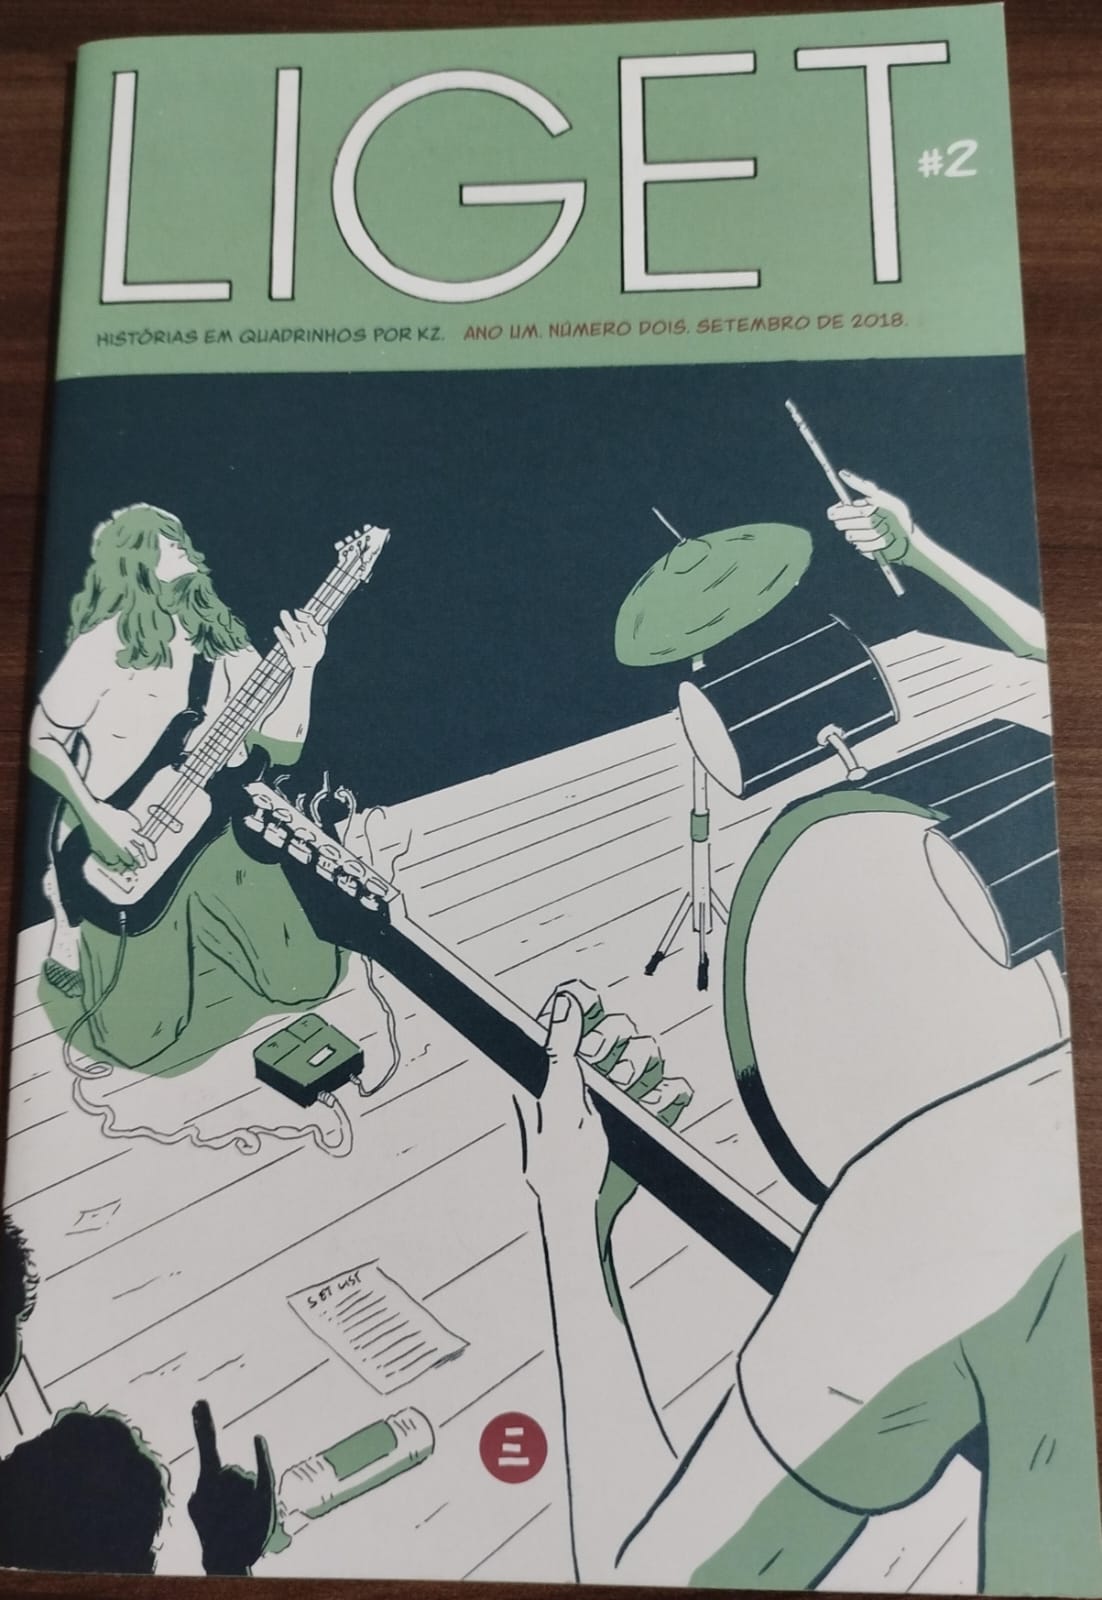 LIGET
#2
HISTÓRIAS EM QUADRINHOS POR KZ. ANO UM. NÚMERO DOIS. SETEMBRO DE 2018.
SET LIST